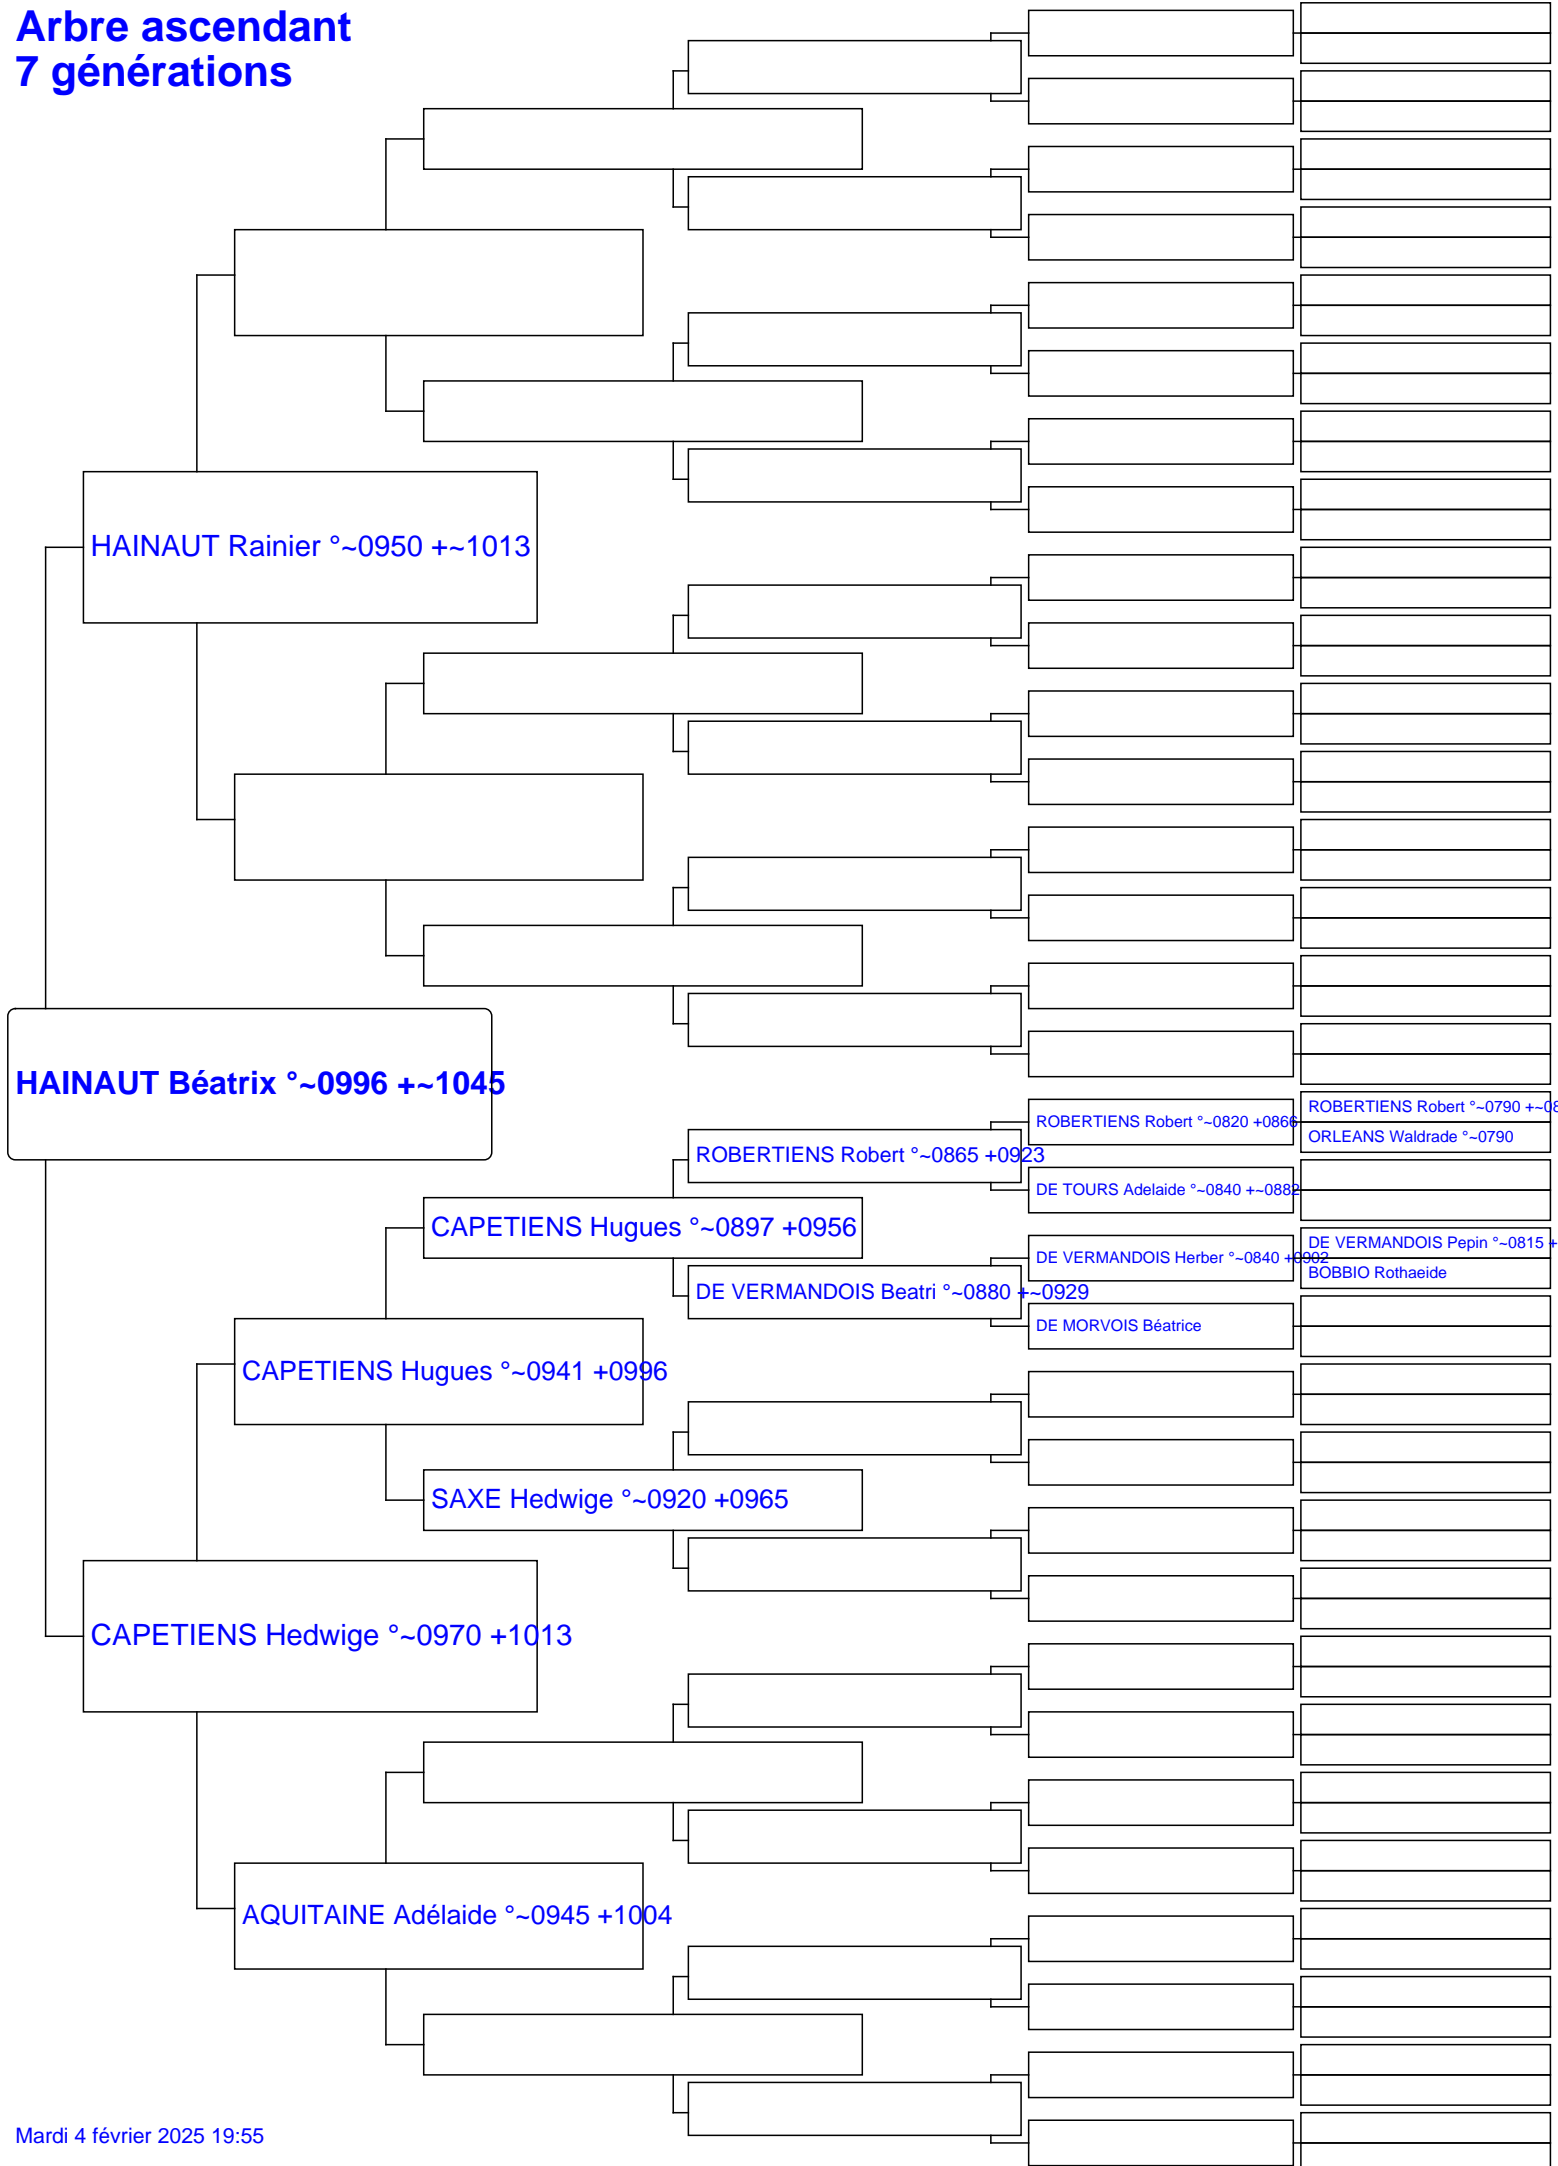 Arbre ascendant
7 générations
HAINAUT Rainier °~0950 +~1013
HAINAUT Béatrix °~0996 +~1045
ROBERTIENS Robert °~0790 +~08
ROBERTIENS Robert °~0820 +0866
ORLEANS Waldrade °~0790
ROBERTIENS Robert °~0865 +0923
DE TOURS Adelaide °~0840 +~0882
CAPETIENS Hugues °~0897 +0956
DE VERMANDOIS Pepin °~0815 +
DE VERMANDOIS Herber °~0840 +0902
BOBBIO Rothaeide
DE VERMANDOIS Beatri °~0880 +~0929
DE MORVOIS Béatrice
CAPETIENS Hugues °~0941 +0996
SAXE Hedwige °~0920 +0965
CAPETIENS Hedwige °~0970 +1013
AQUITAINE Adélaide °~0945 +1004
Mardi 4 février 2025 19:55